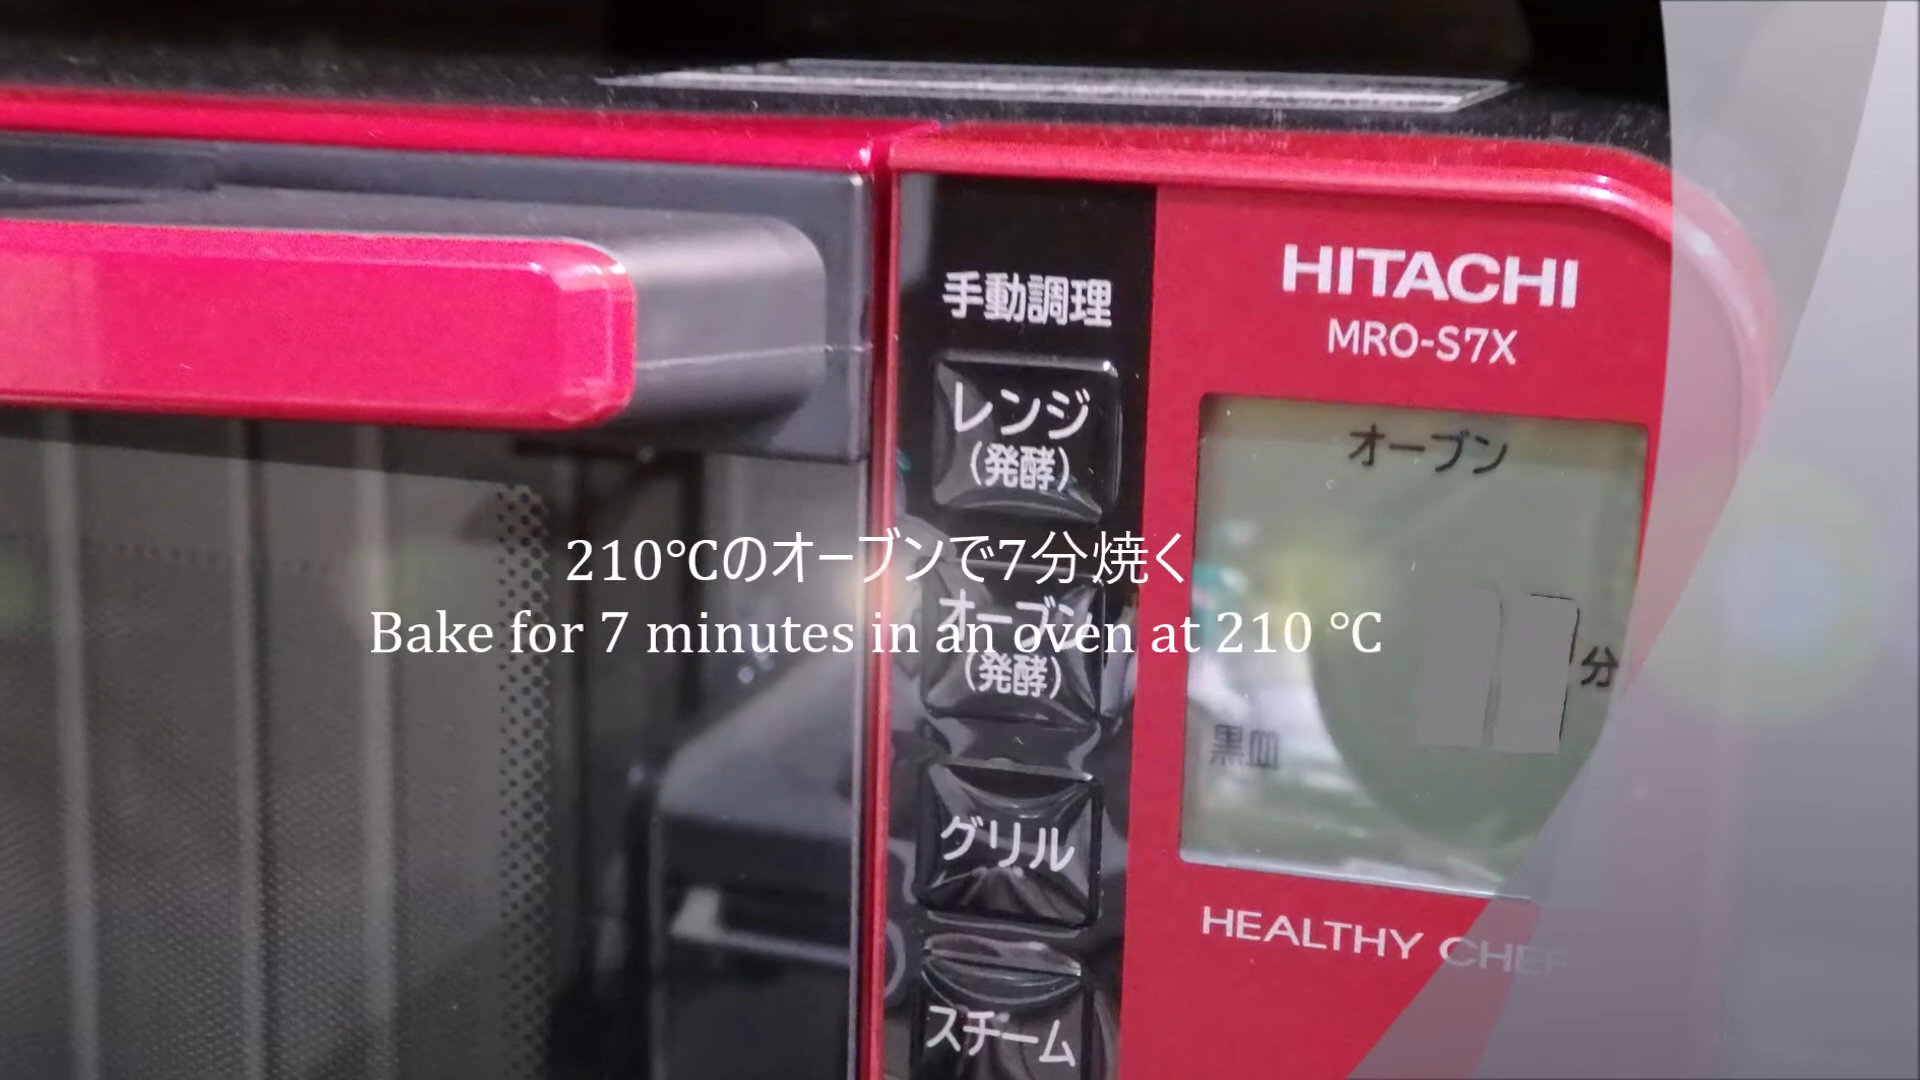 HITACHI
MRO-S7X
手動調理
レンジ
(発酵)
オーブン
(発酵)
グリル
スチーム
オーブン
分
黒皿
HEALTHY CHEF
210℃のオーブンで7分焼く
Bake for 7 minutes in an oven at 210 ℃